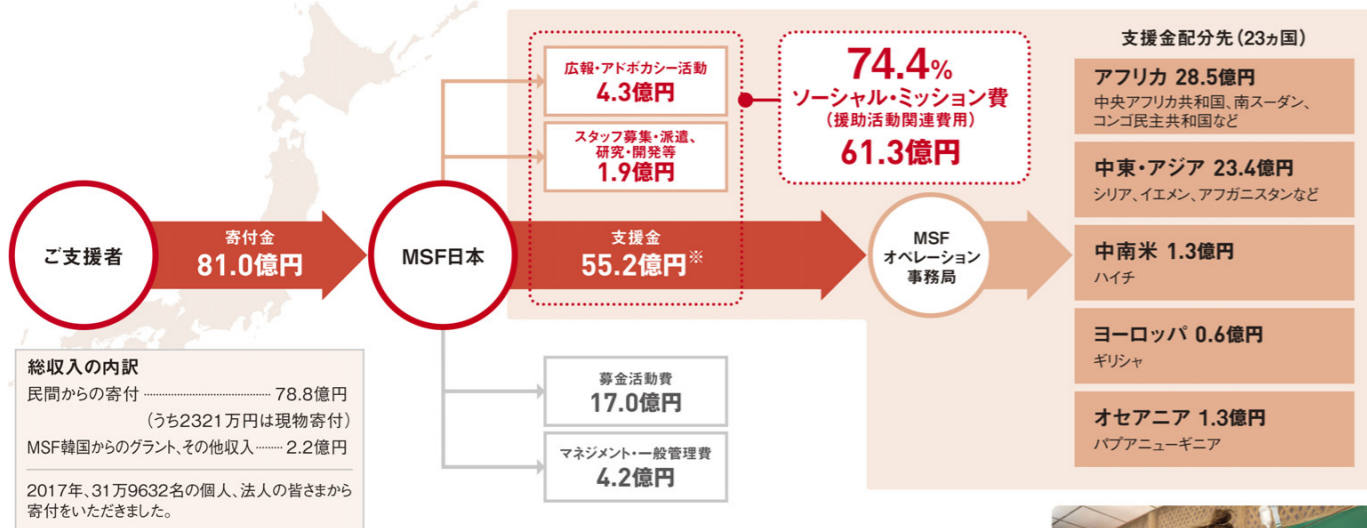 ご支援者
寄付金
81.0億円
MSF日本
広報・アドボカシー活動
4.3億円
スタッフ募集・派遣、
研究・開発等
1.9億円
支援金
55.2億円※
74.4%
ソーシャル・ミッション費
(援助活動関連費用)
61.3億円
MSF
オペレーション
事務局
募金活動費
17.0億円
マネジメント・一般管理費
4.2億円
総収入の内訳
民間からの寄付 78.8億円
(うち2321万円は現物寄付)
MSF韓国からのグラント、その他収入 2.2億円
2017年、31万9632名の個人、法人の皆さまから
寄付をいただきました。
支援金配分先(23ヵ国)
アフリカ 28.5億円
中央アフリカ共和国、南スーダン、
コンゴ民主共和国など
中東・アジア 23.4億円
シリア、イエメン、アフガニスタンなど
中南米 1.3億円
ハイチ
ヨーロッパ 0.6億円
ギリシャ
オセアニア 1.3億円
パプアニューギニア